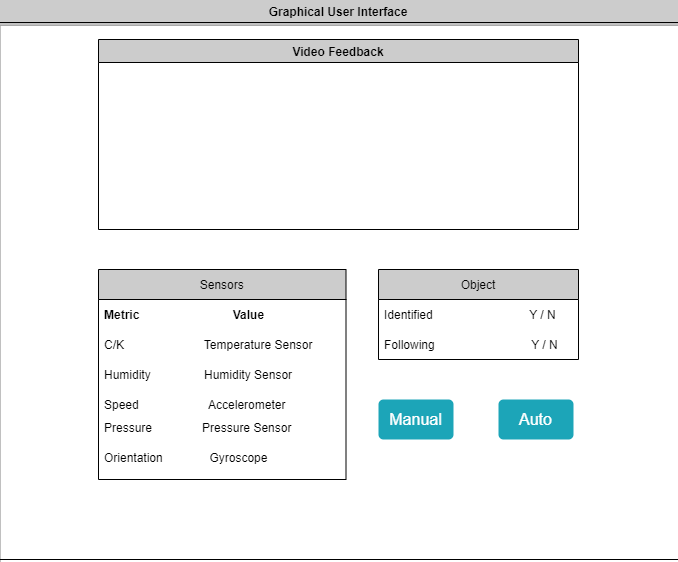 Graphical User Interface
Video Feedback
Sensors
Metric Value
C/K Temperature Sensor
Humidity Humidity Sensor
Speed Accelerometer
Pressure Pressure Sensor
Orientation Gyroscope
Object
Identified Y / N
Following Y / N
Manual Auto